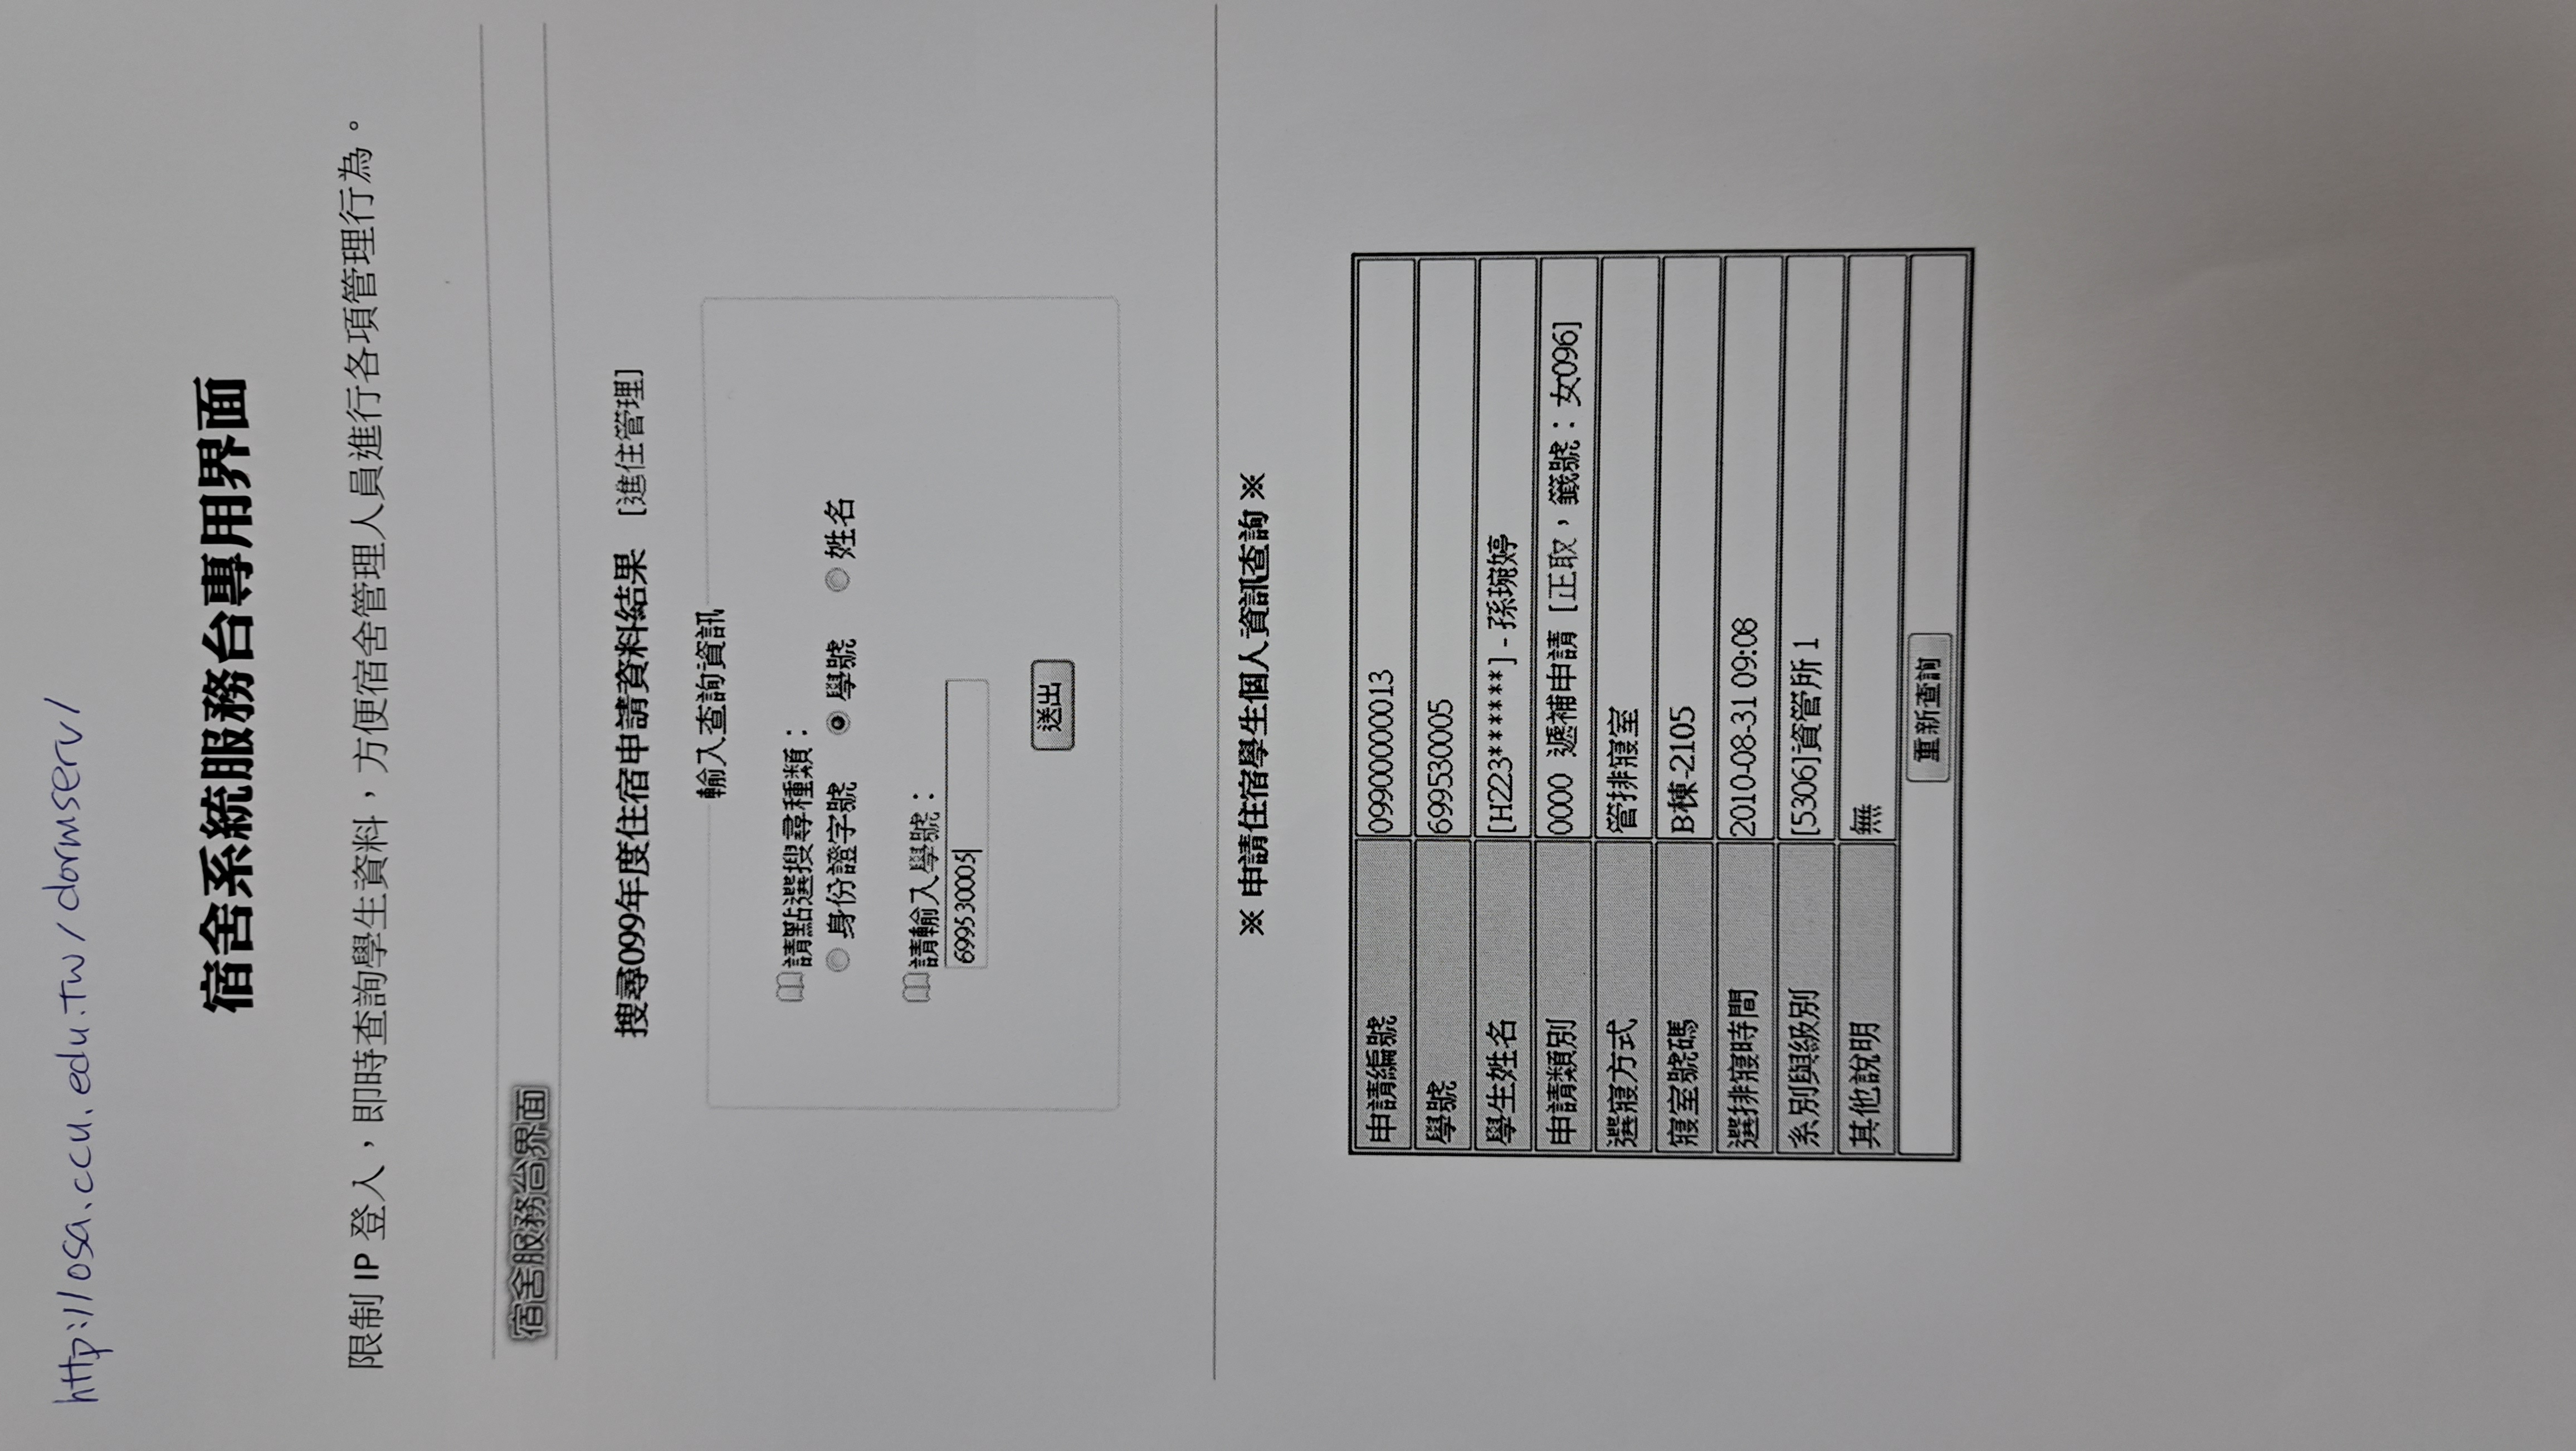 http://osa.ccu.edu.tw/dormserv/
宿舍系統服務台專用界面
限制 IP 登入，即時查詢學生資料，方便宿舍管理人員進行各項管理行為。
宿舍服務台界面
搜尋099年度住宿申請資料結果 [進住管理]
輸入查詢資訊
請點選搜尋種類：
身份證字號 學號 姓名
請輸入學號：
699530005
送出
※ 申請住宿學生個人資訊查詢 ※
申請編號 09900000013
學號 699530005
學生姓名 [H223******] - 孫琬婷
申請類別 0000 遞補申請 [正取，籤號：女096]
選寢方式 管排寢室
寢室號碼 B棟-2105
選排寢時間 2010-08-31 09:08
系別與級別 [5306]資管所 1
其他說明 無
重新查詢